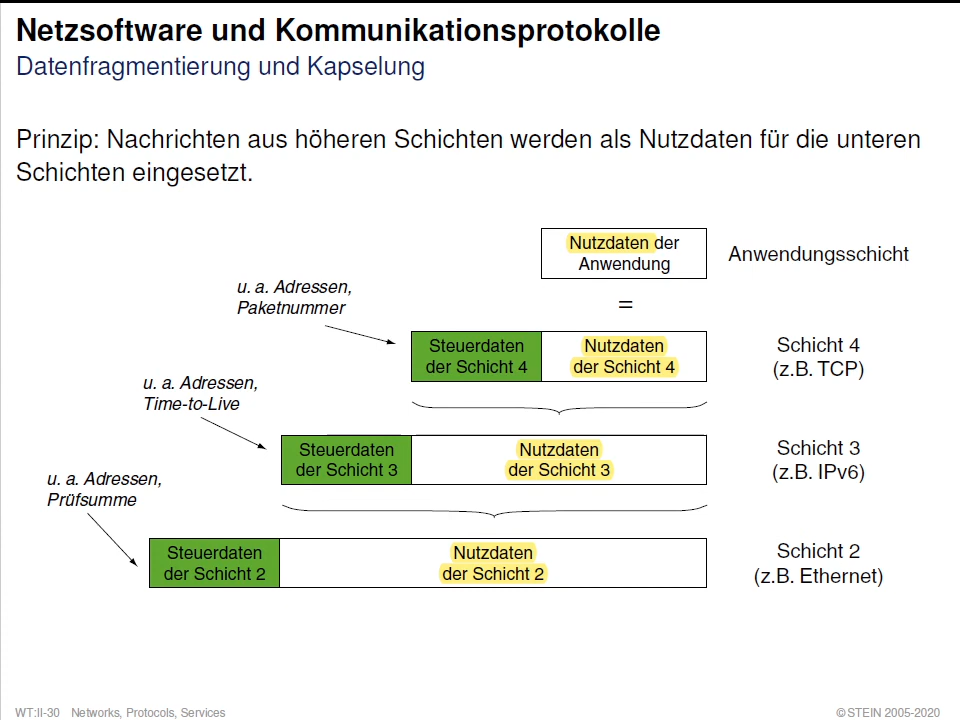 Netzsoftware und Kommunikationsprotokolle
Datenfragmentierung und Kapselung
Prinzip: Nachrichten aus höheren Schichten werden als Nutzdaten für die unteren
Schichten eingesetzt.
Nutzdaten der
Anwendung
Anwendungsschicht
=
u. a. Adressen,
Paketnummer
Steuerdaten
der Schicht 4
Nutzdaten
der Schicht 4
Schicht 4
(z.B. TCP)
u. a. Adressen,
Time-to-Live
Steuerdaten
der Schicht 3
Nutzdaten
der Schicht 3
Schicht 3
(z.B. IPv6)
u. a. Adressen,
Prüfsumme
Steuerdaten
der Schicht 2
Nutzdaten
der Schicht 2
Schicht 2
(z.B. Ethernet)
WT:II-30 Networks, Protocols, Services
© STEIN 2005-2020